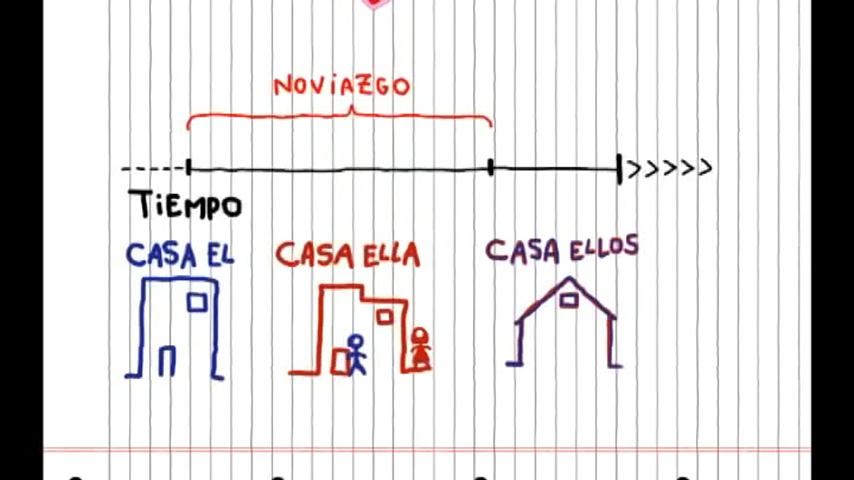 NOViAZGO
TiEMPO
CASA EL
CASA ELLA
CASA ELLOS